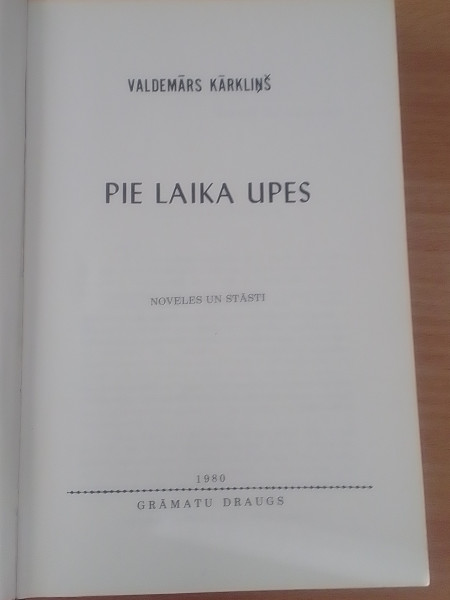 VALDEMĀRS KĀRKLIŅŠ
PIE LAIKA UPES
NOVELES UN STĀSTI
1980
GRĀMATU DRAUGS